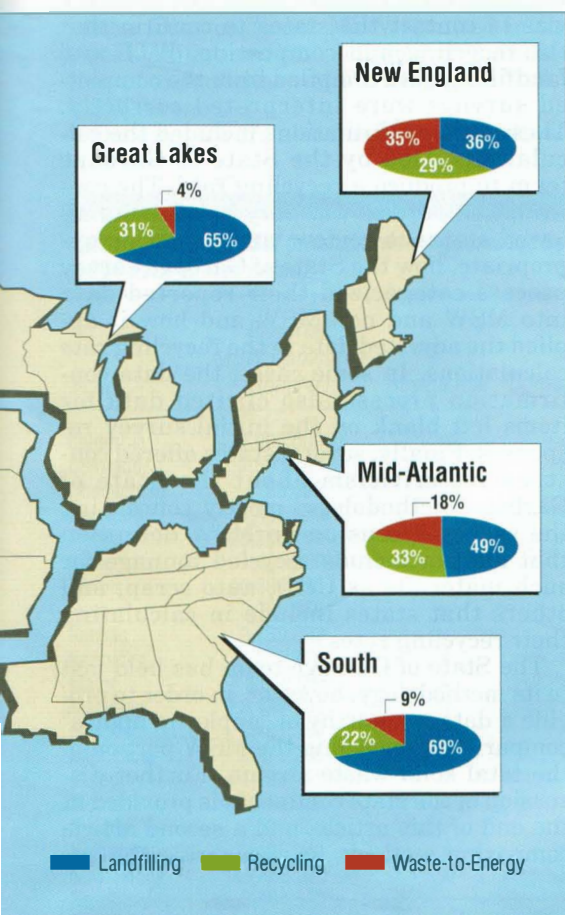 New England
35%
36%
29%
Great Lakes
4%
31%
65%
Mid-Atlantic
18%
33%
49%
South
9%
22%
69%
Landfilling Recycling Waste-to-Energy